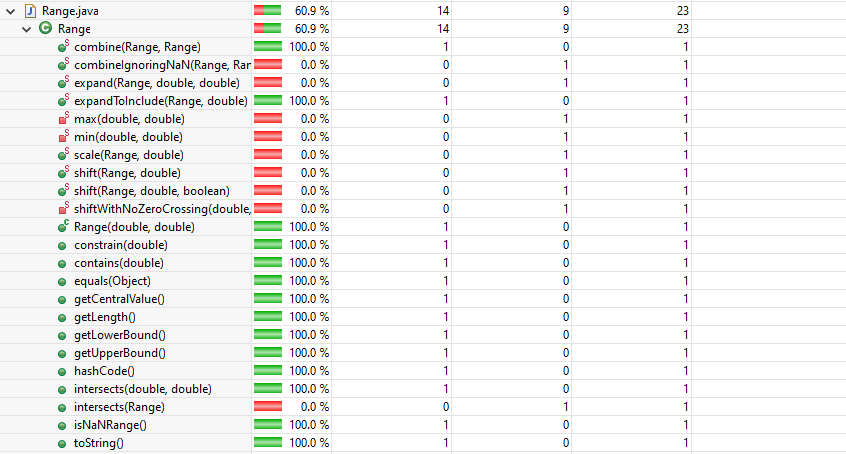 Range.java 60.9 % 14 9 23
Range 60.9 % 14 9 23
combine(Range, Range) 100.0 % 1 0 1
combineIgnoringNaN(Range, Ran 0.0 % 0 1 1
expand(Range, double, double) 0.0 % 0 1 1
expandToInclude(Range, double) 100.0 % 1 0 1
max(double, double) 0.0 % 0 1 1
min(double, double) 0.0 % 0 1 1
scale(Range, double) 0.0 % 0 1 1
shift(Range, double) 0.0 % 0 1 1
shift(Range, double, boolean) 0.0 % 0 1 1
shiftWithNoZeroCrossing(double, 0.0 % 0 1 1
Range(double, double) 100.0 % 1 0 1
constrain(double) 100.0 % 1 0 1
contains(double) 100.0 % 1 0 1
equals(Object) 100.0 % 1 0 1
getCentralValue() 100.0 % 1 0 1
getLength() 100.0 % 1 0 1
getLowerBound() 100.0 % 1 0 1
getUpperBound() 100.0 % 1 0 1
hashCode() 100.0 % 1 0 1
intersects(double, double) 100.0 % 1 0 1
intersects(Range) 0.0 % 0 1 1
isNaNRange() 100.0 % 1 0 1
toString() 100.0 % 1 0 1